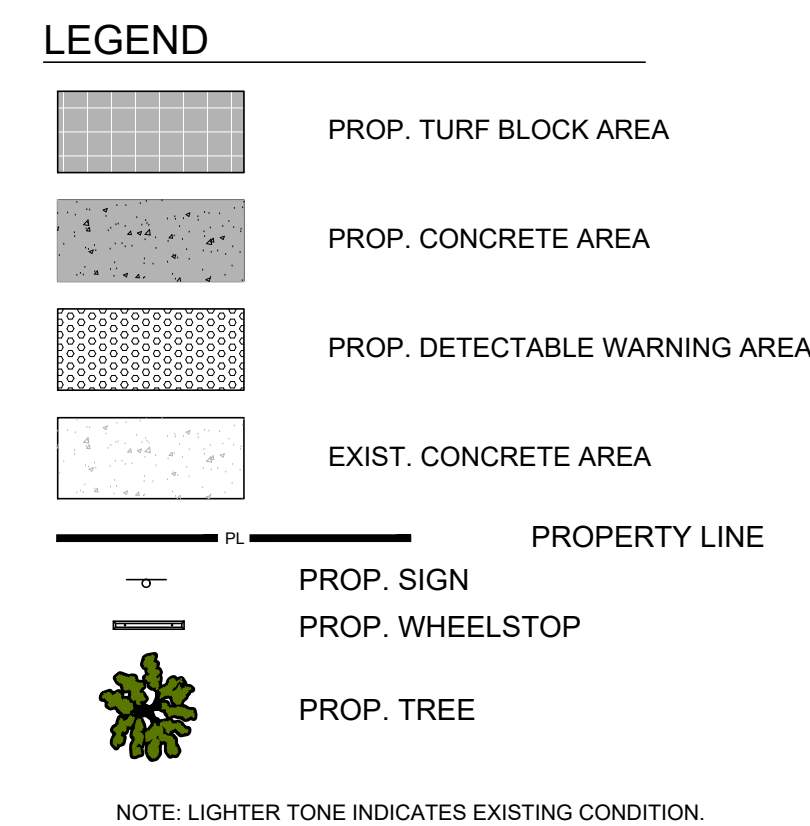 LEGEND
PROP. TURF BLOCK AREA
PROP. CONCRETE AREA
PROP. DETECTABLE WARNING AREA
EXIST. CONCRETE AREA
PL PROPERTY LINE
PROP. SIGN
PROP. WHEELSTOP
PROP. TREE
NOTE: LIGHTER TONE INDICATES EXISTING CONDITION.